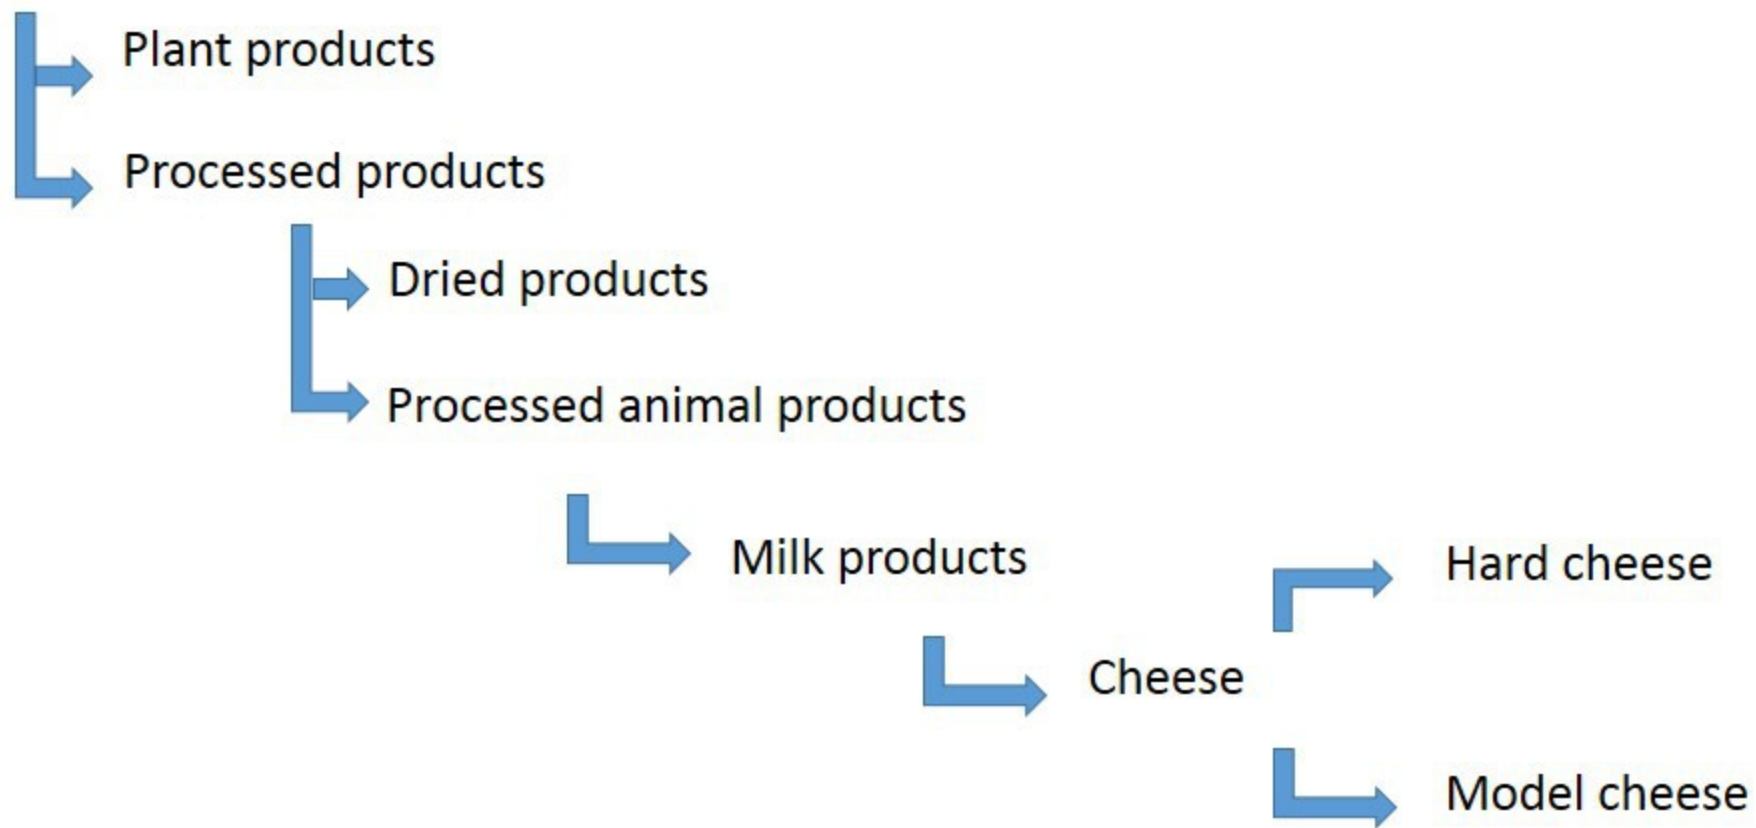 Plant products
Processed products
Dried products
Processed animal products
Milk products
Hard cheese
Cheese
Model cheese